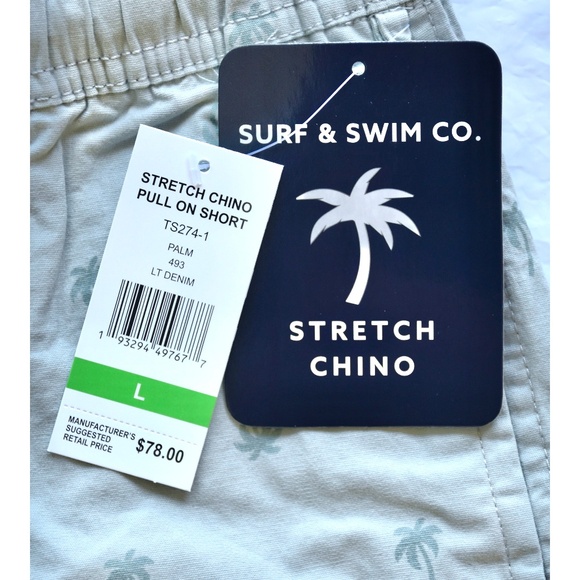 SURF & SWIM CO.
STRETCH
CHINO
STRETCH CHINO
PULL ON SHORT
TS274-1
PALM
493
LT DENIM
1 93294 49767 7
L
MANUFACTURER'S
SUGGESTED
RETAIL PRICE
$78.00